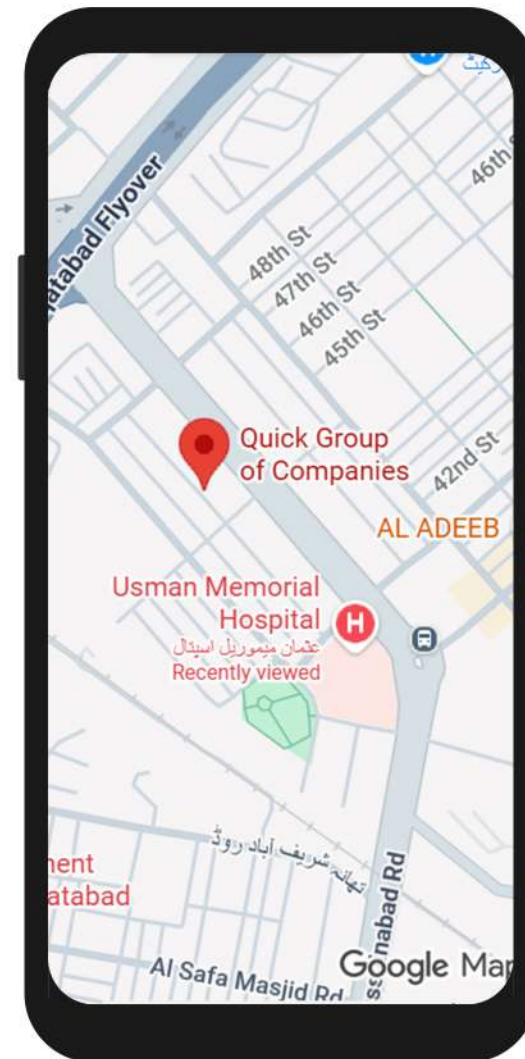 46th
48th St
47th St
46th St
45th St
42nd St
atabad Flyover
Quick Group
of Companies
AL ADEEB
Usman Memorial
Hospital
عثمان میموریل اسپتال
Recently viewed
H
تھانہ شریف آباد روڈ
nent
atabad
nabad Rd
Al Safa Masjid Rd
Google Map